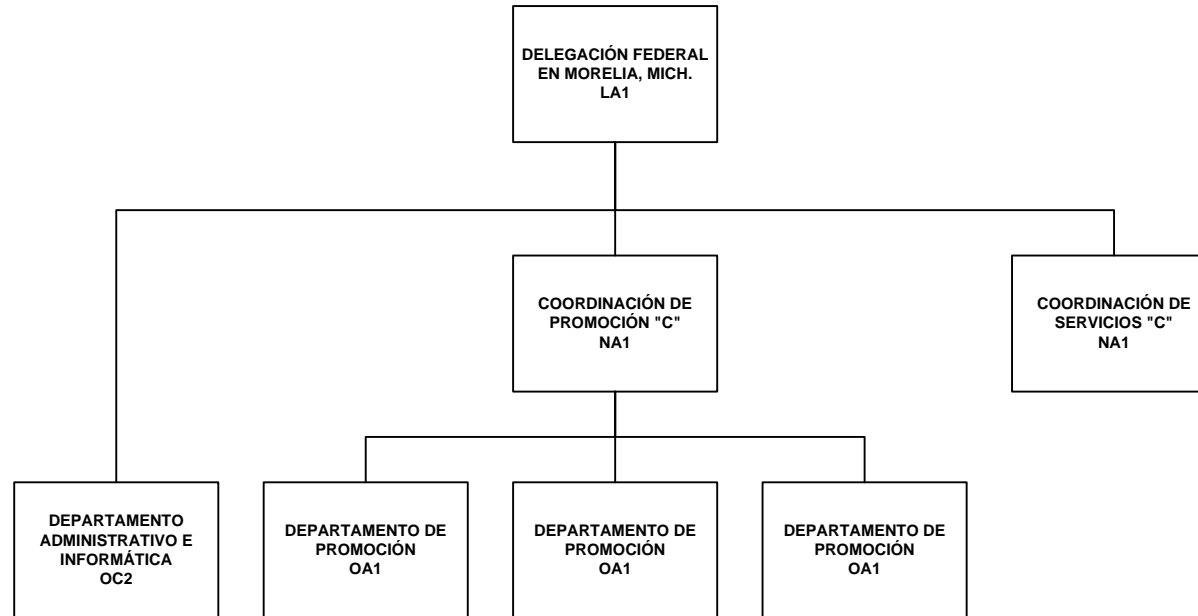 DELEGACIÓN FEDERAL
EN MORELIA, MICH.
LA1
COORDINACIÓN DE
PROMOCIÓN "C"
NA1
COORDINACIÓN DE
SERVICIOS "C"
NA1
DEPARTAMENTO
ADMINISTRATIVO E
INFORMÁTICA
OC2
DEPARTAMENTO DE
PROMOCIÓN
OA1
DEPARTAMENTO DE
PROMOCIÓN
OA1
DEPARTAMENTO DE
PROMOCIÓN
OA1